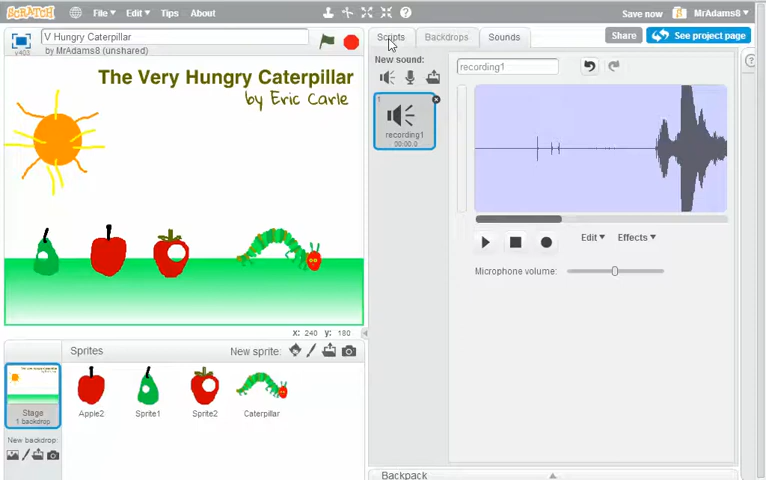 SCRATCH File Edit Tips About Save now MrAdams8
V Hungry Caterpillar
by MrAdams8 (unshared)
v403
Scripts Backdrops Sounds Share See project page
The Very Hungry Caterpillar
by Eric Carle
New sound:
1
recording1
00:00.0
recording1
Edit Effects
Microphone volume:
x: 240 y: 180
Sprites New sprite:
Stage
1 backdrop
New backdrop:
Apple2 Sprite1 Sprite2 Caterpillar
Backpack